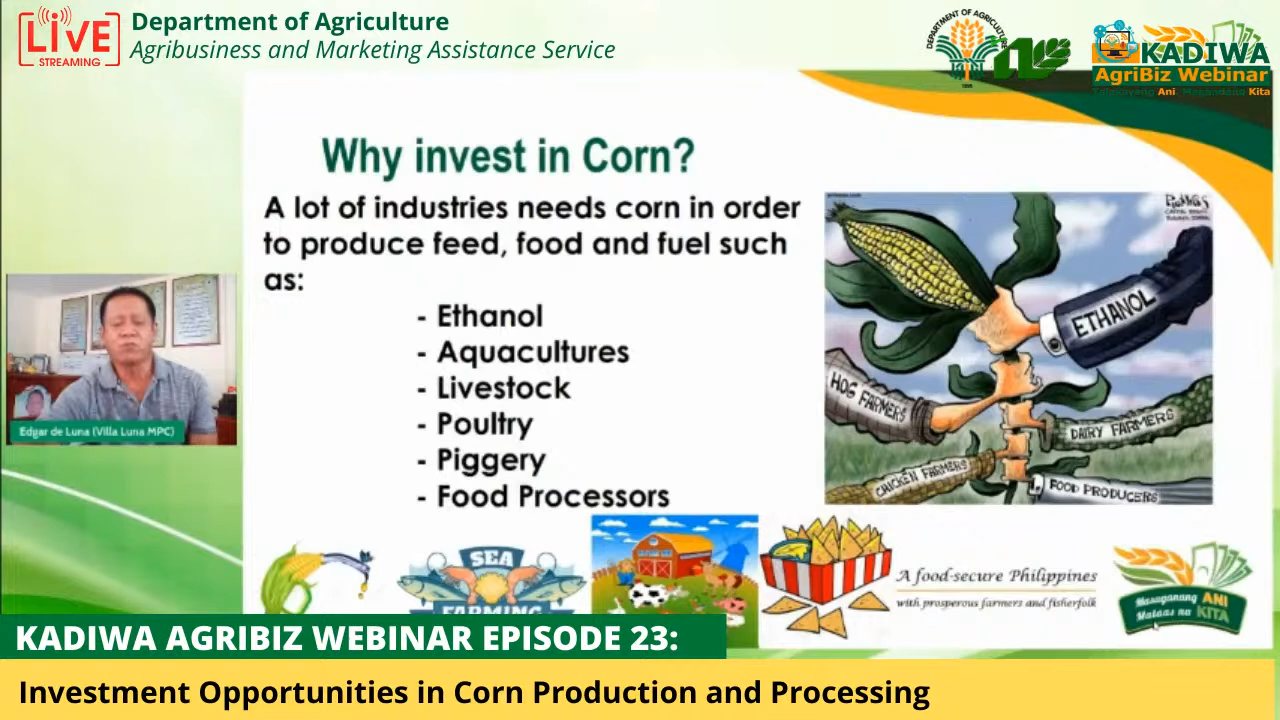 LIVE
STREAMING
Department of Agriculture
Agribusiness and Marketing Assistance Service
DEPARTMENT OF AGRICULTURE
1898
KADIWA
AgriBiz Webinar
Ani. Masaganang Kita
Why invest in Corn?
A lot of industries needs corn in order
to produce feed, food and fuel such
as:
- Ethanol
- Aquacultures
- Livestock
- Poultry
- Piggery
- Food Processors
ETHANOL
HOG FARMERS
DAIRY FARMERS
CHICKEN FARMERS
FOOD PRODUCERS
Edgar de Luna (Villa Luna MPC)
SEA
FARMING
A food-secure Philippines
with prosperous farmers and fisherfolk
Masaganang ANI
Mataas na KITA
KADIWA AGRIBIZ WEBINAR EPISODE 23:
Investment Opportunities in Corn Production and Processing